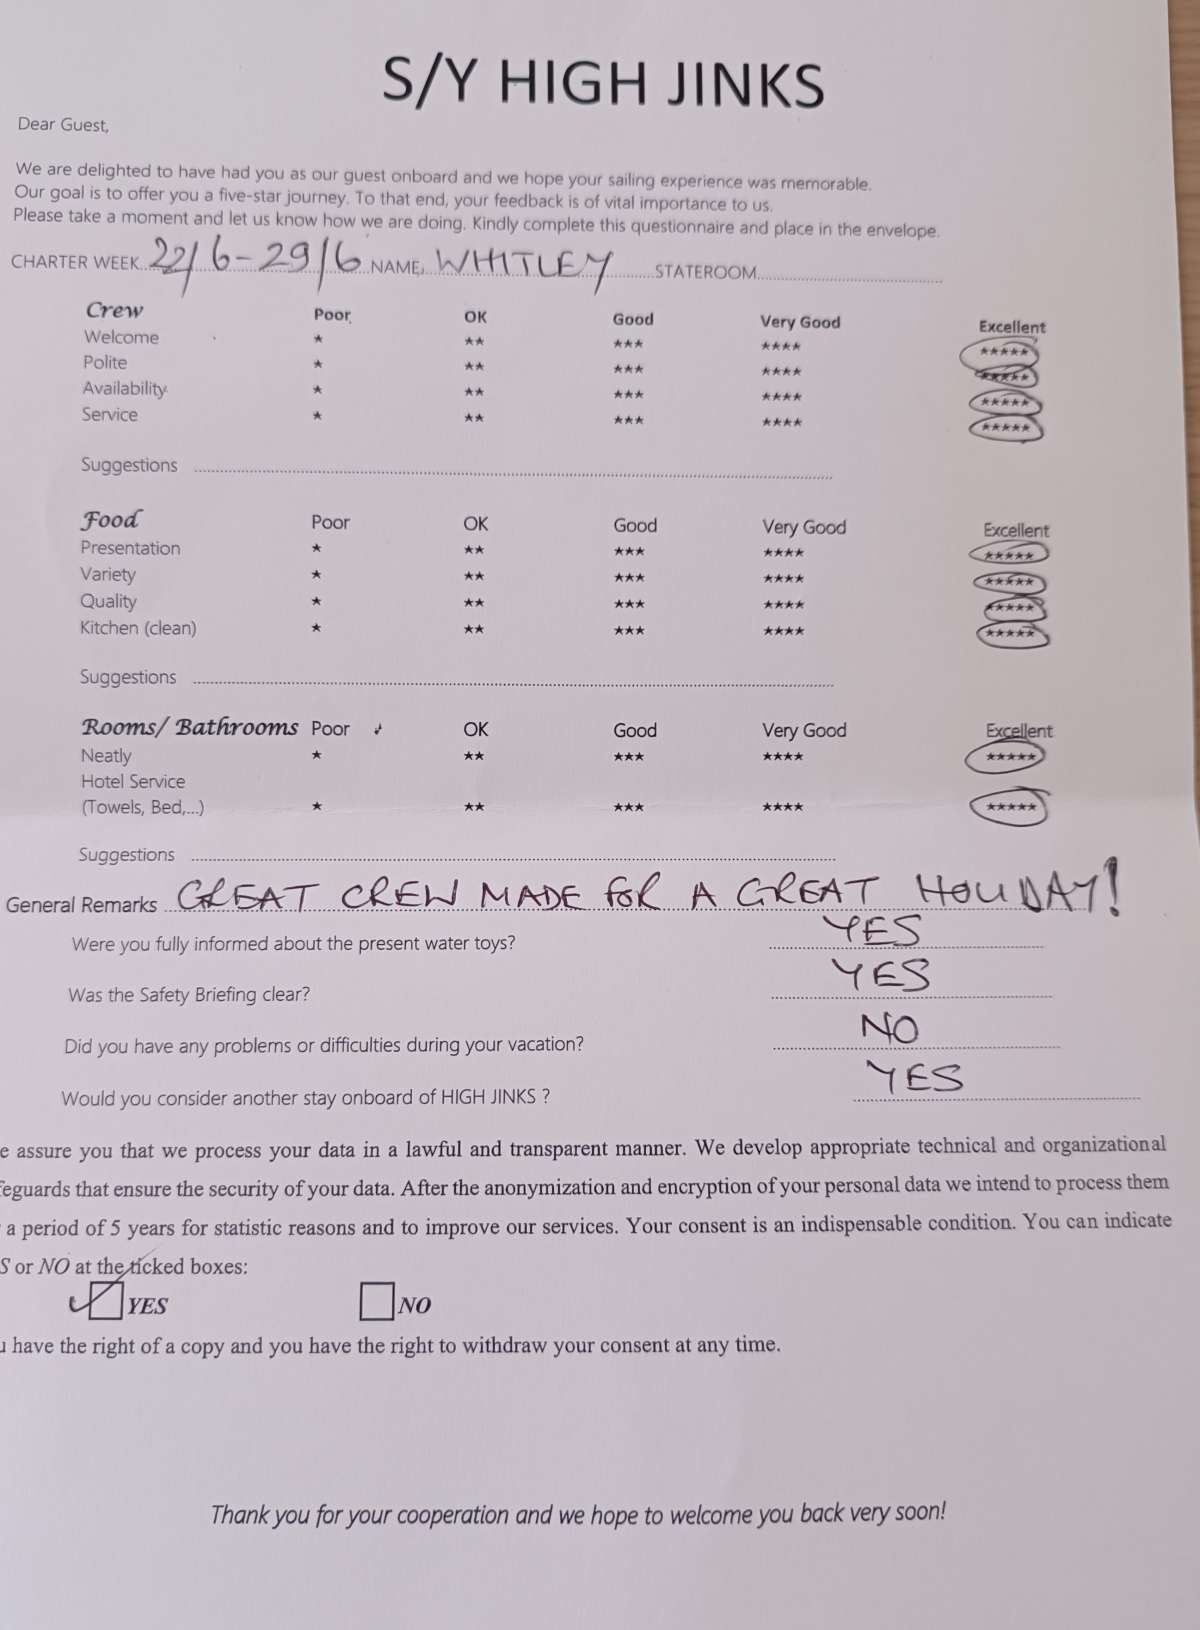 S/Y HIGH JINKS
Dear Guest,
We are delighted to have had you as our guest onboard and we hope your sailing experience was memorable.
Our goal is to offer you a five-star journey. To that end, your feedback is of vital importance to us.
Please take a moment and let us know how we are doing. Kindly complete this questionnaire and place in the envelope.
CHARTER WEEK 22/6-29/6 NAME, WHITLEY STATEROOM
Crew Poor OK Good Very Good Excellent
Welcome ★ ★★ ★★★ ★★★★ ★★★★★
Polite ★ ★★ ★★★ ★★★★ ★★★★★
Availability ★ ★★ ★★★ ★★★★ ★★★★★
Service ★ ★★ ★★★ ★★★★ ★★★★★
Suggestions
Food Poor OK Good Very Good Excellent
Presentation ★ ★★ ★★★ ★★★★ ★★★★★
Variety ★ ★★ ★★★ ★★★★ ★★★★★
Quality ★ ★★ ★★★ ★★★★ ★★★★★
Kitchen (clean) ★ ★★ ★★★ ★★★★ ★★★★★
Suggestions
Rooms/ Bathrooms Poor OK Good Very Good Excellent
Neatly ★ ★★ ★★★ ★★★★ ★★★★★
Hotel Service
(Towels, Bed,...) ★ ★★ ★★★ ★★★★ ★★★★★
Suggestions
General Remarks GREAT CREW MADE FOR A GREAT HOLIDAY!
Were you fully informed about the present water toys? YES
Was the Safety Briefing clear? YES
Did you have any problems or difficulties during your vacation? NO
Would you consider another stay onboard of HIGH JINKS ? YES
e assure you that we process your data in a lawful and transparent manner. We develop appropriate technical and organizational
feguards that ensure the security of your data. After the anonymization and encryption of your personal data we intend to process them
a period of 5 years for statistic reasons and to improve our services. Your consent is an indispensable condition. You can indicate
S or NO at the ticked boxes:
YES NO
u have the right of a copy and you have the right to withdraw your consent at any time.
Thank you for your cooperation and we hope to welcome you back very soon!